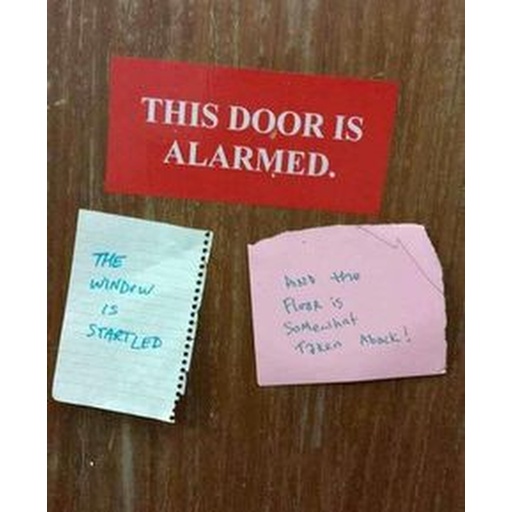 THIS DOOR IS
ALARMED.
THE
WINDOW
IS
STARTLED
AND the
FLOOR is
Somewhat
TAKEN Aback!